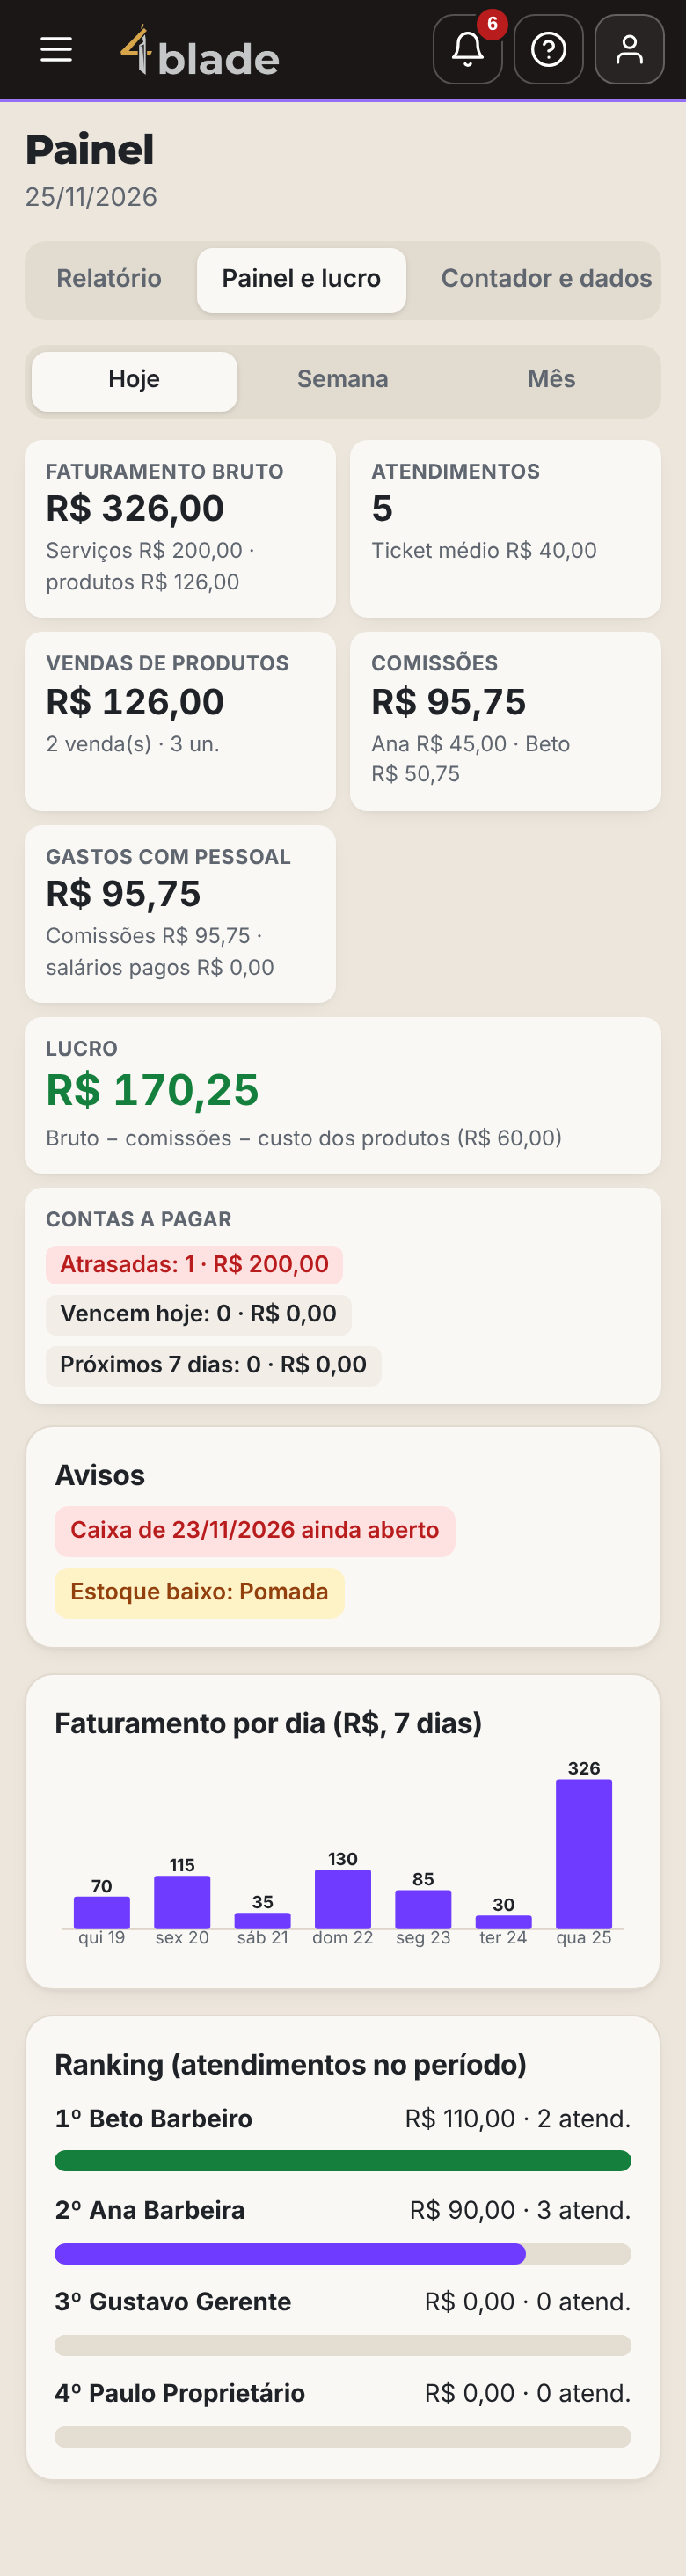 4blade
6
Painel
25/11/2026
Relatório Painel e lucro Contador e dados
Hoje Semana Mês
FATURAMENTO BRUTO
R$ 326,00
Serviços R$ 200,00 ·
produtos R$ 126,00
ATENDIMENTOS
5
Ticket médio R$ 40,00
VENDAS DE PRODUTOS
R$ 126,00
2 venda(s) · 3 un.
COMISSÕES
R$ 95,75
Ana R$ 45,00 · Beto
R$ 50,75
GASTOS COM PESSOAL
R$ 95,75
Comissões R$ 95,75 ·
salários pagos R$ 0,00
LUCRO
R$ 170,25
Bruto − comissões − custo dos produtos (R$ 60,00)
CONTAS A PAGAR
Atrasadas: 1 · R$ 200,00
Vencem hoje: 0 · R$ 0,00
Próximos 7 dias: 0 · R$ 0,00
Avisos
Caixa de 23/11/2026 ainda aberto
Estoque baixo: Pomada
Faturamento por dia (R$, 7 dias)
70 115 35 130 85 30 326
qui 19 sex 20 sáb 21 dom 22 seg 23 ter 24 qua 25
Ranking (atendimentos no período)
1º Beto Barbeiro R$ 110,00 · 2 atend.
2º Ana Barbeira R$ 90,00 · 3 atend.
3º Gustavo Gerente R$ 0,00 · 0 atend.
4º Paulo Proprietário R$ 0,00 · 0 atend.